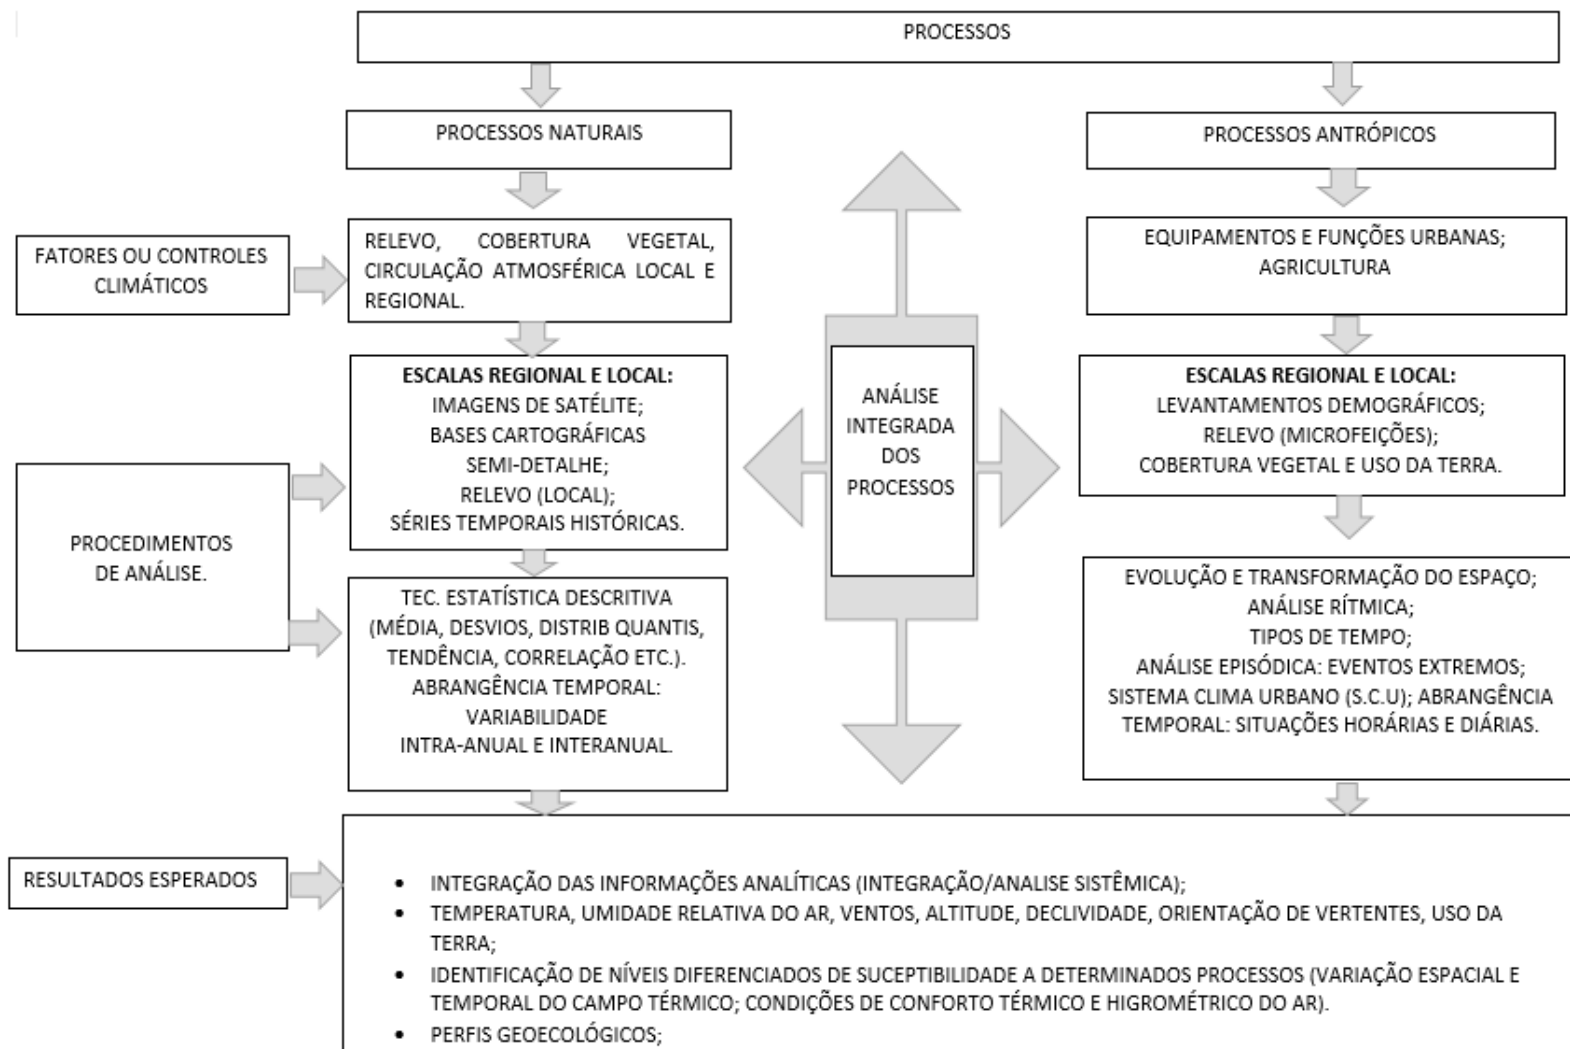 PROCESSOS
PROCESSOS NATURAIS
PROCESSOS ANTRÓPICOS
FATORES OU CONTROLES
CLIMÁTICOS
RELEVO, COBERTURA VEGETAL,
CIRCULAÇÃO ATMOSFÉRICA LOCAL E
REGIONAL.
EQUIPAMENTOS E FUNÇÕES URBANAS;
AGRICULTURA
PROCEDIMENTOS
DE ANÁLISE.
ESCALAS REGIONAL E LOCAL:
IMAGENS DE SATÉLITE;
BASES CARTOGRÁFICAS
SEMI-DETALHE;
RELEVO (LOCAL);
SÉRIES TEMPORAIS HISTÓRICAS.
ANÁLISE
INTEGRADA
DOS
PROCESSOS
ESCALAS REGIONAL E LOCAL:
LEVANTAMENTOS DEMOGRÁFICOS;
RELEVO (MICROFEIÇÕES);
COBERTURA VEGETAL E USO DA TERRA.
TEC. ESTATÍSTICA DESCRITIVA
(MÉDIA, DESVIOS, DISTRIB QUANTIS,
TENDÊNCIA, CORRELAÇÃO ETC.).
ABRANGÊNCIA TEMPORAL:
VARIABILIDADE
INTRA-ANUAL E INTERANUAL.
EVOLUÇÃO E TRANSFORMAÇÃO DO ESPAÇO;
ANÁLISE RÍTMICA;
TIPOS DE TEMPO;
ANÁLISE EPISÓDICA: EVENTOS EXTREMOS;
SISTEMA CLIMA URBANO (S.C.U); ABRANGÊNCIA
TEMPORAL: SITUAÇÕES HORÁRIAS E DIÁRIAS.
RESULTADOS ESPERADOS
• INTEGRAÇÃO DAS INFORMAÇÕES ANALÍTICAS (INTEGRAÇÃO/ANALISE SISTÊMICA);
• TEMPERATURA, UMIDADE RELATIVA DO AR, VENTOS, ALTITUDE, DECLIVIDADE, ORIENTAÇÃO DE VERTENTES, USO DA
TERRA;
• IDENTIFICAÇÃO DE NÍVEIS DIFERENCIADOS DE SUCEPTIBILIDADE A DETERMINADOS PROCESSOS (VARIAÇÃO ESPACIAL E
TEMPORAL DO CAMPO TÉRMICO; CONDIÇÕES DE CONFORTO TÉRMICO E HIGROMÉTRICO DO AR).
• PERFIS GEOECOLÓGICOS;